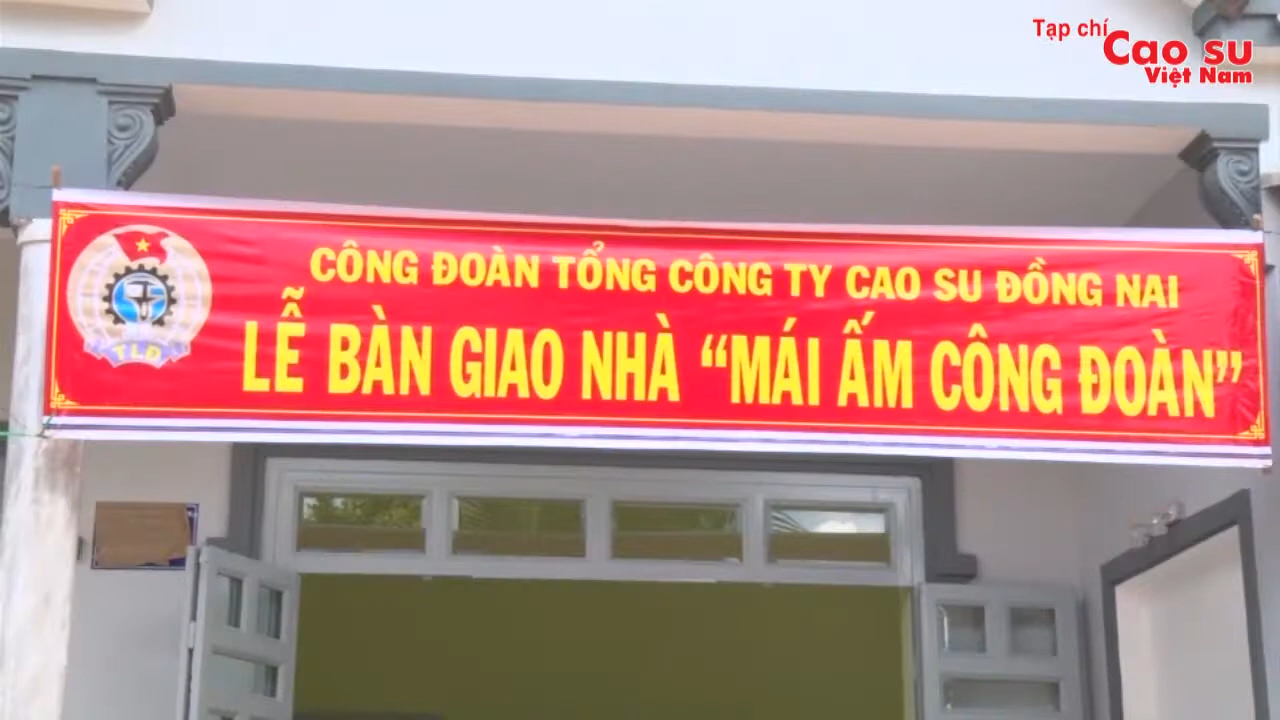 Tạp chí
Cao su
Việt Nam
CÔNG ĐOÀN TỔNG CÔNG TY CAO SU ĐỒNG NAI
LỄ BÀN GIAO NHÀ “MÁI ẤM CÔNG ĐOÀN”
TLĐ